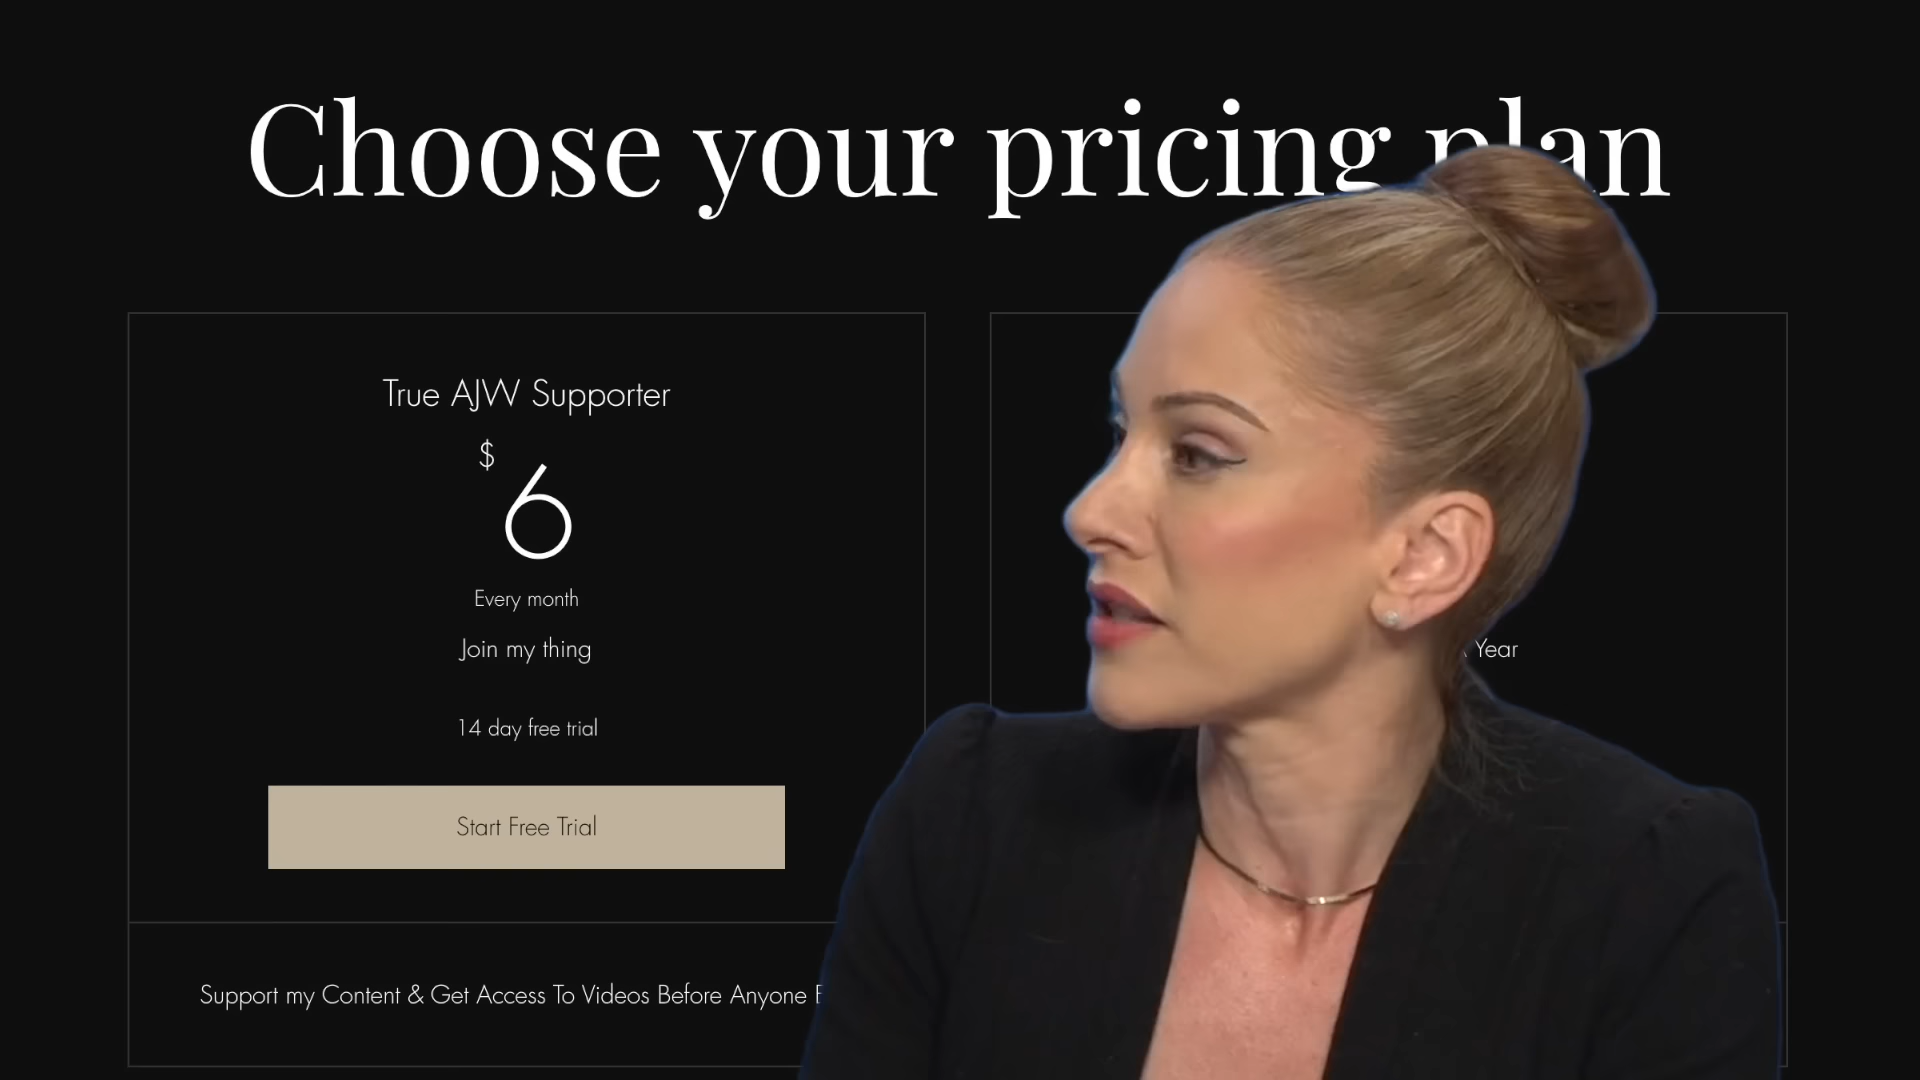 Choose your pricing plan
True AJW Supporter
$
6
Every month
Join my thing
Year
14 day free trial
Start Free Trial
Support my Content & Get Access To Videos Before Anyone